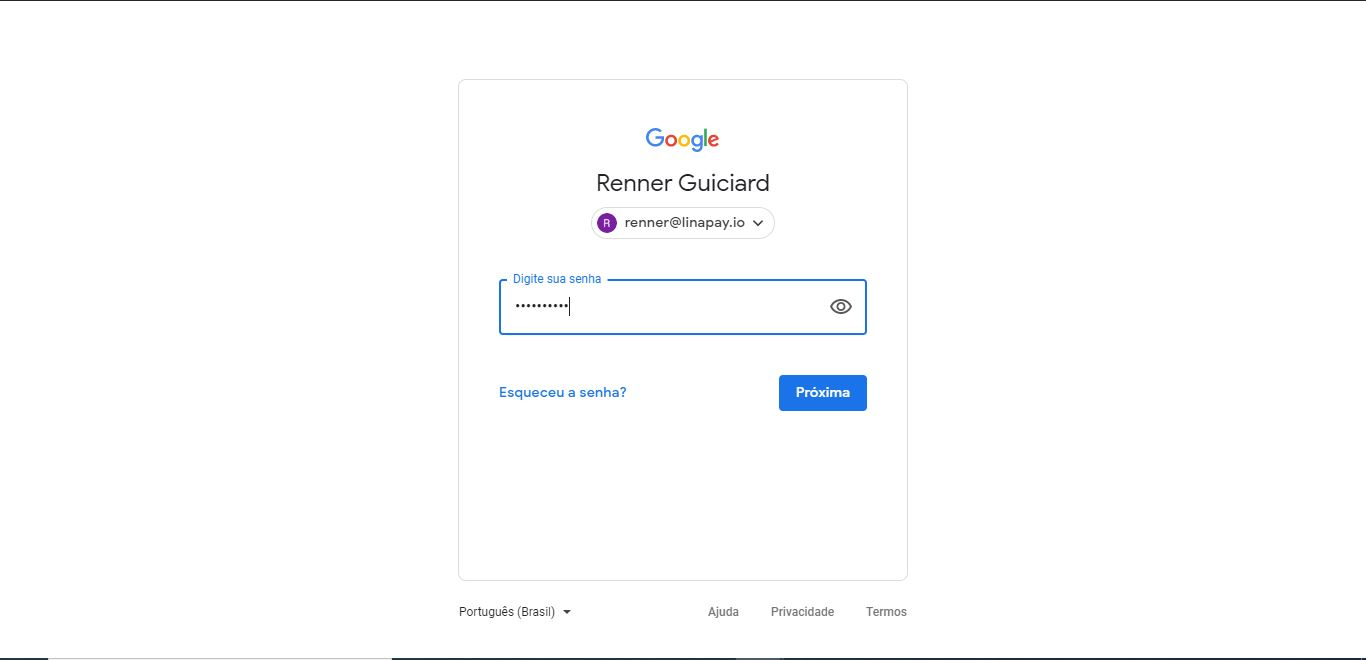 Google
Renner Guiciard
R renner@linapay.io
Digite sua senha
••••••••••
Esqueceu a senha? Próxima
Português (Brasil) Ajuda Privacidade Termos